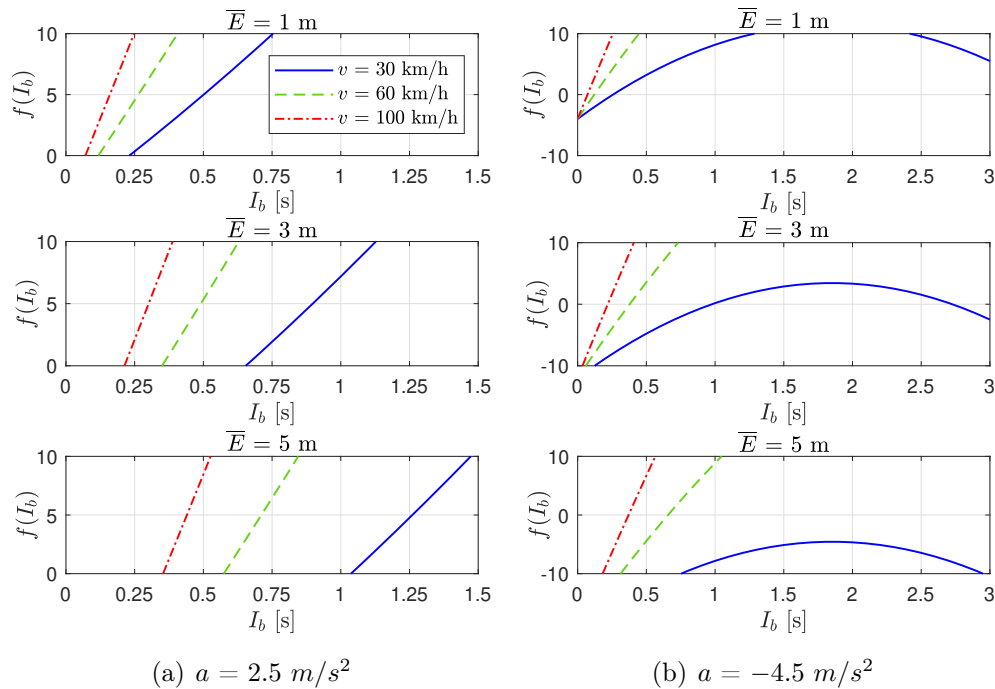 E̅ = 1 m
f(I_b)
10
5
0
v = 30 km/h
v = 60 km/h
v = 100 km/h
0 0.25 0.5 0.75 1 1.25 1.5
I_b [s]
E̅ = 3 m
f(I_b)
10
5
0
0 0.25 0.5 0.75 1 1.25 1.5
I_b [s]
E̅ = 5 m
f(I_b)
10
5
0
0 0.25 0.5 0.75 1 1.25 1.5
I_b [s]
(a) a = 2.5 m/s²
E̅ = 1 m
f(I_b)
10
0
-10
0 0.5 1 1.5 2 2.5 3
I_b [s]
E̅ = 3 m
f(I_b)
10
0
-10
0 0.5 1 1.5 2 2.5 3
I_b [s]
E̅ = 5 m
f(I_b)
10
0
-10
0 0.5 1 1.5 2 2.5 3
I_b [s]
(b) a = −4.5 m/s²